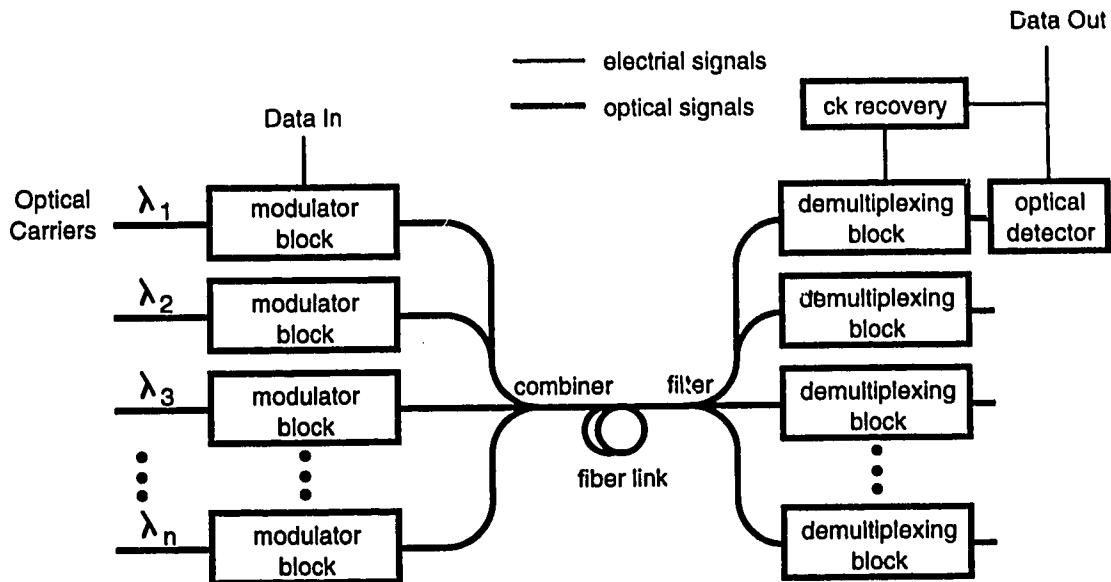 Data Out
electrial signals
optical signals
ck recovery
Data In
Optical
Carriers
λ1
modulator
block
demultiplexing
block
optical
detector
λ2
modulator
block
demultiplexing
block
combiner
filter
λ3
modulator
block
demultiplexing
block
fiber link
λn
modulator
block
demultiplexing
block